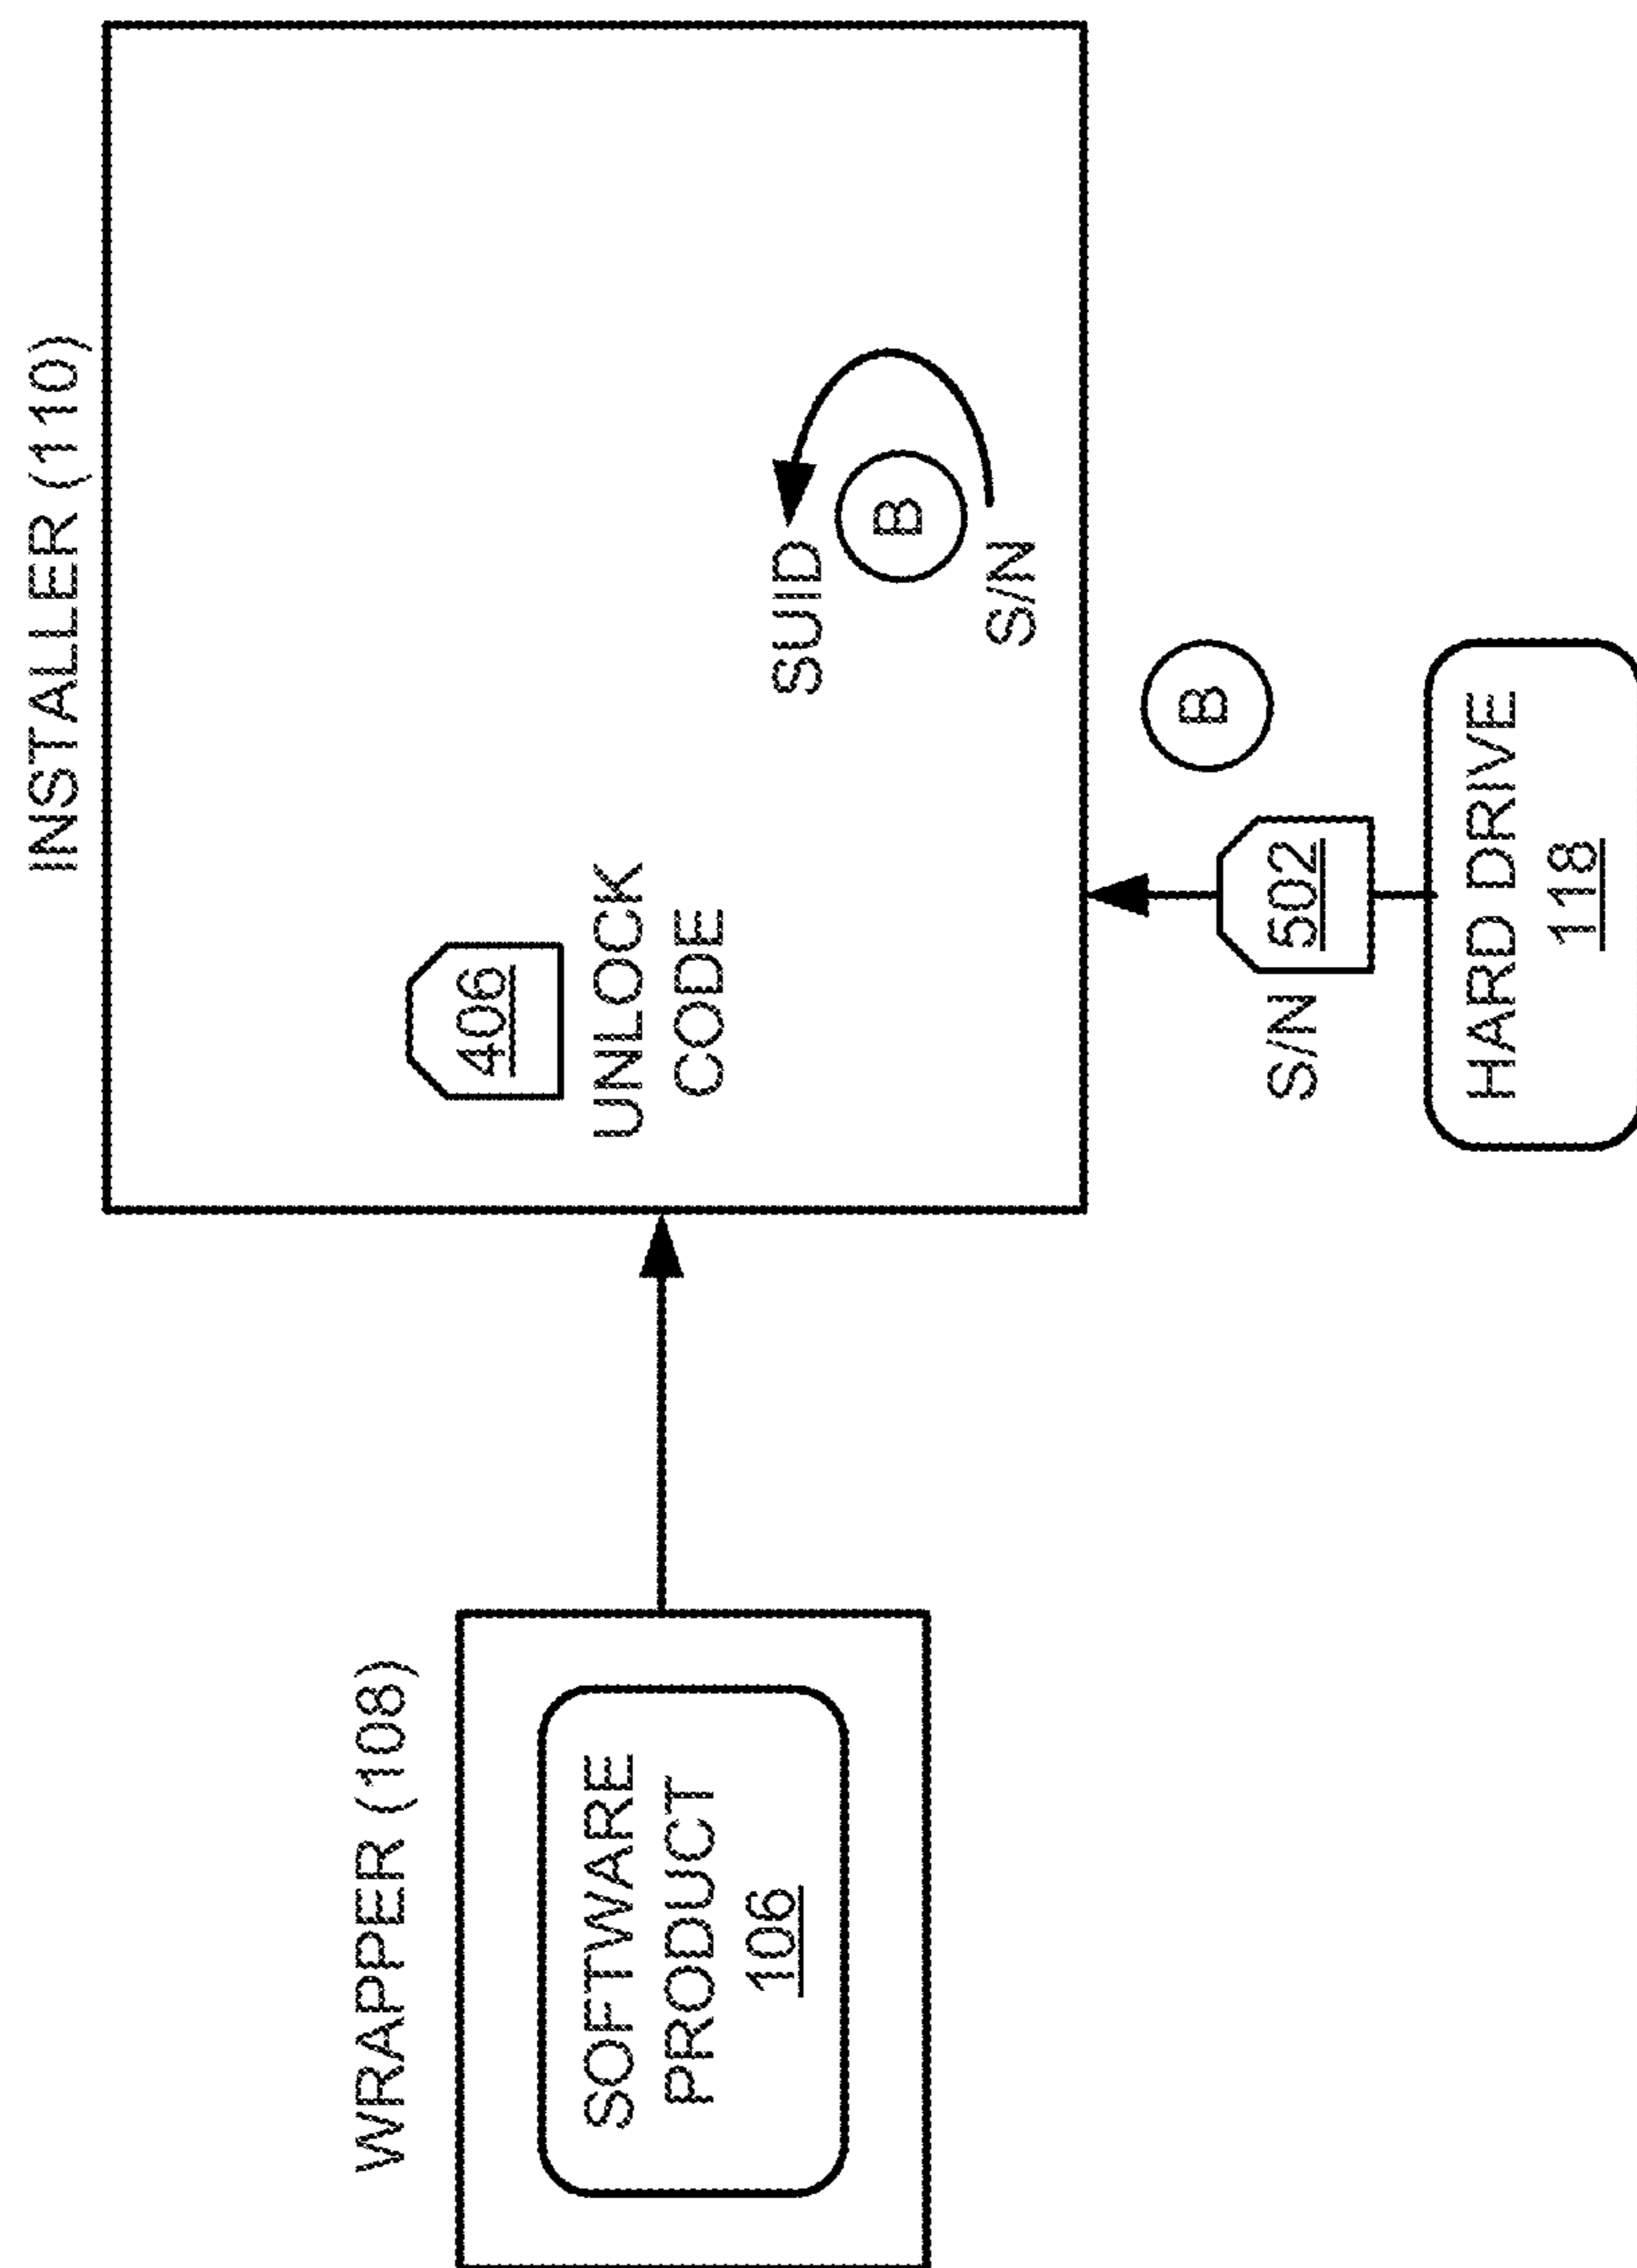 INSTALLER (110)
WRAPPER (108)
406
UNLOCK
CODE
SOFTWARE
PRODUCT
106
SUID
B
S/N
B
S/N 502
HARD DRIVE
118